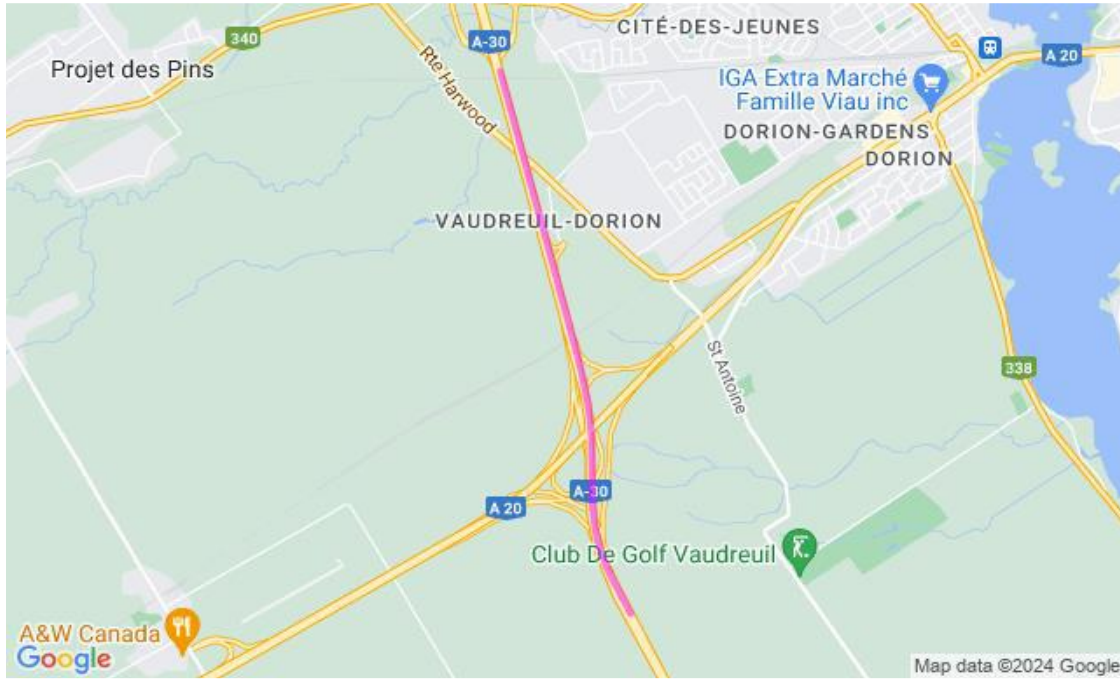 CITÉ-DES-JEUNES
340
A-30
A 20
Projet des Pins
Rte Harwood
IGA Extra Marché
Famille Viau inc
DORION-GARDENS
DORION
VAUDREUIL-DORION
St Antoine
338
A-30
A 20
Club De Golf Vaudreuil
A&W Canada
Google
Map data ©2024 Google